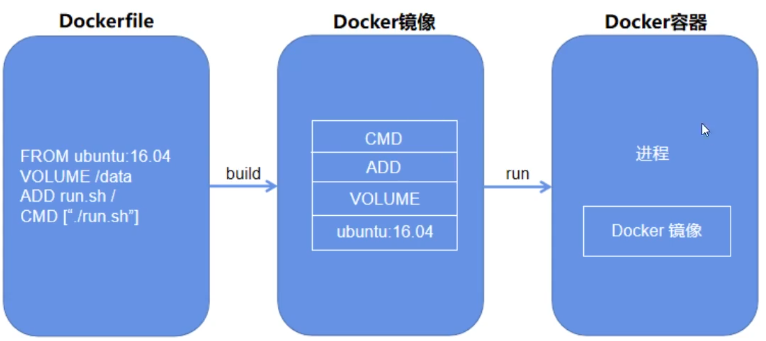 Dockerfile
Docker镜像
Docker容器
FROM ubuntu:16.04
VOLUME /data
ADD run.sh /
CMD [“./run.sh”]
build
CMD
ADD
VOLUME
ubuntu:16.04
run
进程
Docker 镜像